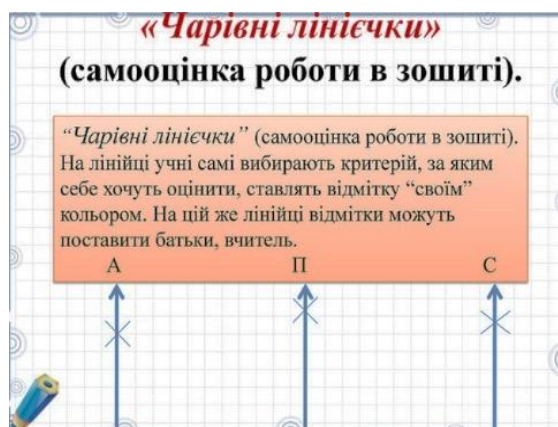 «Чарівні лінієчки»
(самооцінка роботи в зошиті).
“Чарівні лінієчки” (самооцінка роботи в зошиті).
На лінійці учні самі вибирають критерій, за яким
себе хочуть оцінити, ставлять відмітку “своїм”
кольором. На цій же лінійці відмітки можуть
поставити батьки, вчитель.
А П С